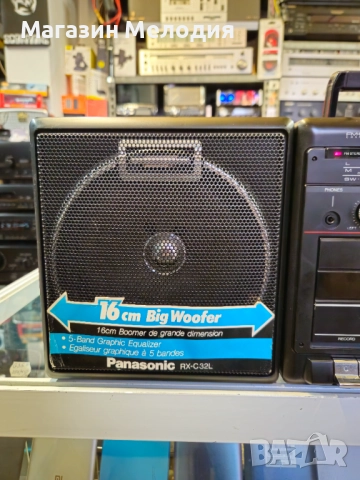 Магазин Мелодия
16cm Big Woofer
16cm Boomer de grande dimension
• 5-Band Graphic Equalizer
• Egaliseur graphique à 5 bandes
Panasonic RX-C32L
PHONES
RECORD
bazar